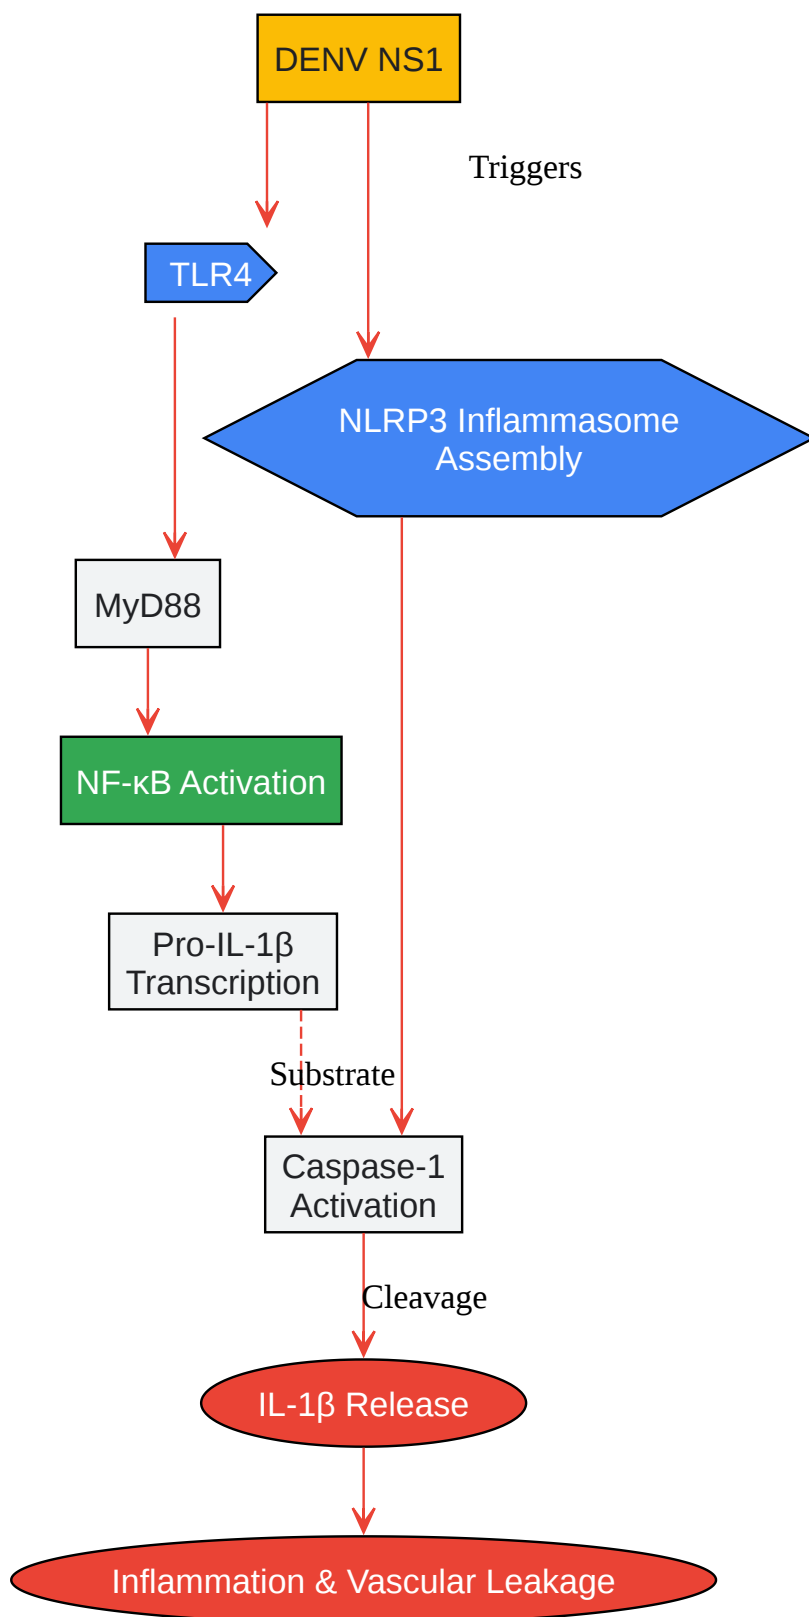 DENV NS1
Triggers
TLR4
NLRP3 Inflammasome
Assembly
MyD88
NF-κB Activation
Pro-IL-1β
Transcription
Substrate
Caspase-1
Activation
Cleavage
IL-1β Release
Inflammation & Vascular Leakage